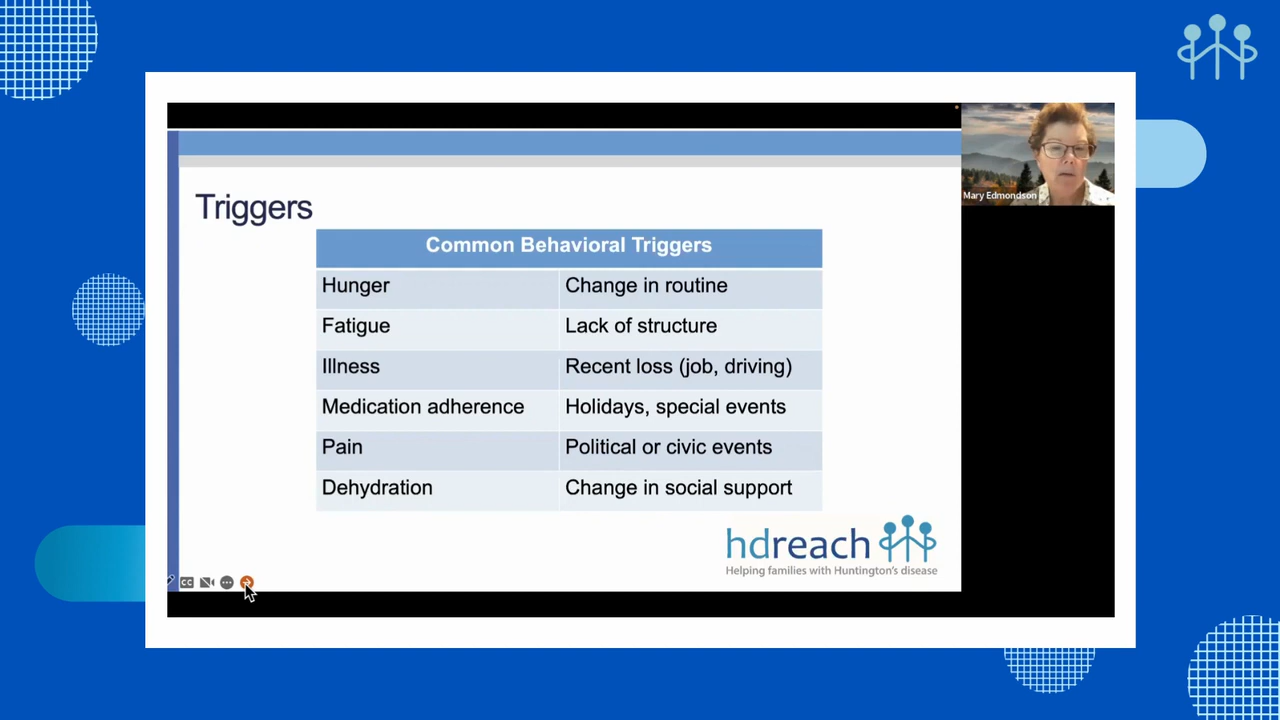 Mary Edmondson
Triggers
Common Behavioral Triggers
Hunger Change in routine
Fatigue Lack of structure
Illness Recent loss (job, driving)
Medication adherence Holidays, special events
Pain Political or civic events
Dehydration Change in social support
hdreach
Helping families with Huntington's disease
CC